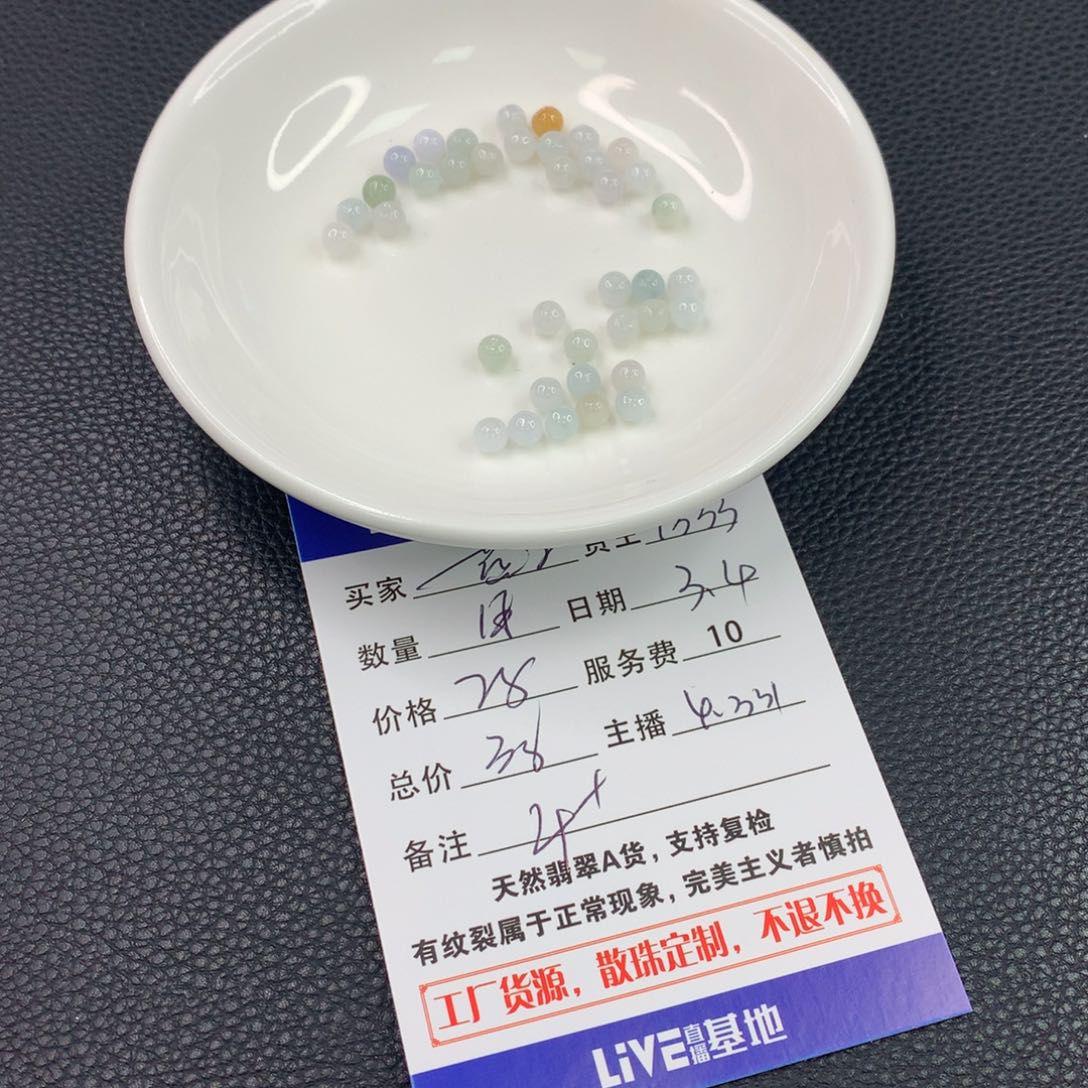 买家 货主
数量 日期 3.4
价格 28 服务费 10
总价 38 主播
备注
天然翡翠A货，支持复检
有纹裂属于正常现象，完美主义者慎拍
工厂货源，散珠定制，不退不换
LiVE直播基地